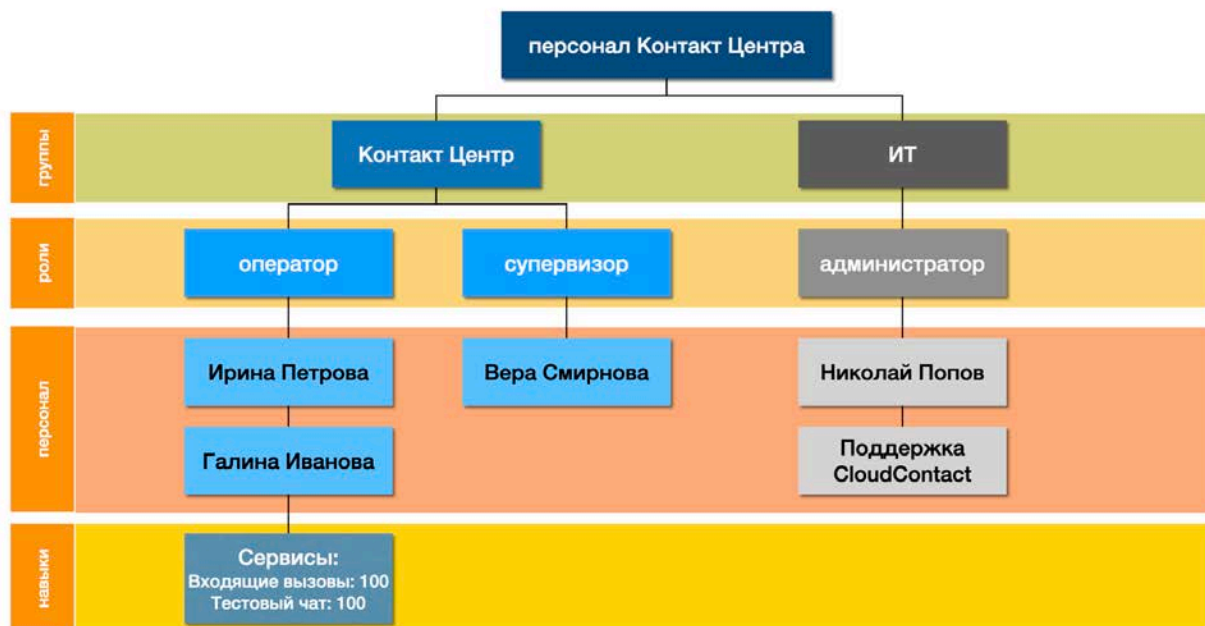 персонал Контакт Центра
группы
Контакт Центр
ИТ
роли
оператор
супервизор
администратор
персонал
Ирина Петрова
Вера Смирнова
Николай Попов
Галина Иванова
Поддержка
CloudContact
навыки
Сервисы:
Входящие вызовы: 100
Тестовый чат: 100